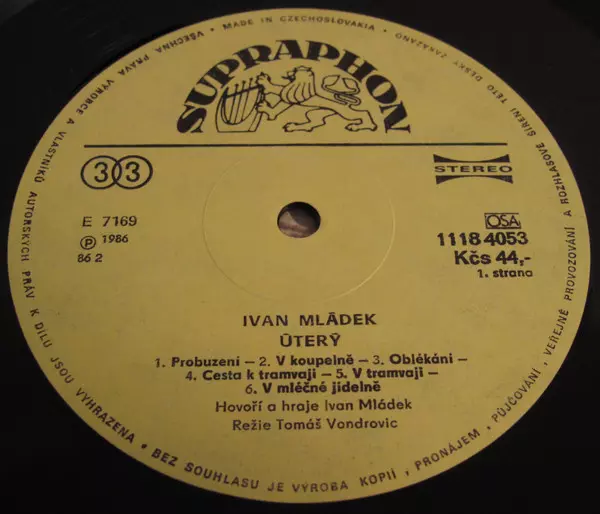 SUPRAPHON
VŠECHNA PRÁVA VÝROBCE A VLASTNÍKŮ AUTORSKÝCH PRÁV K DÍLU JSOU VYHRAZENA • BEZ SOUHLASU JE VÝROBA KOPIÍ, PRONÁJEM, PŮJČOVÁNÍ, VEŘEJNÉ PROVOZOVÁNÍ A ROZHLASOVÉ ŠÍŘENÍ TÉTO DESKY ZAKÁZÁNO • MADE IN CZECHOSLOVAKIA •
33
STEREO
E 7169
℗ 1986
86 2
OSA
1118 4053
Kčs 44,-
1. strana
IVAN MLÁDEK
ÚTERÝ
1. Probuzení – 2. V koupelně – 3. Oblékání –
4. Cesta k tramvaji – 5. V tramvaji –
6. V mléčné jídelně
Hovoří a hraje Ivan Mládek
Režie Tomáš Vondrovic